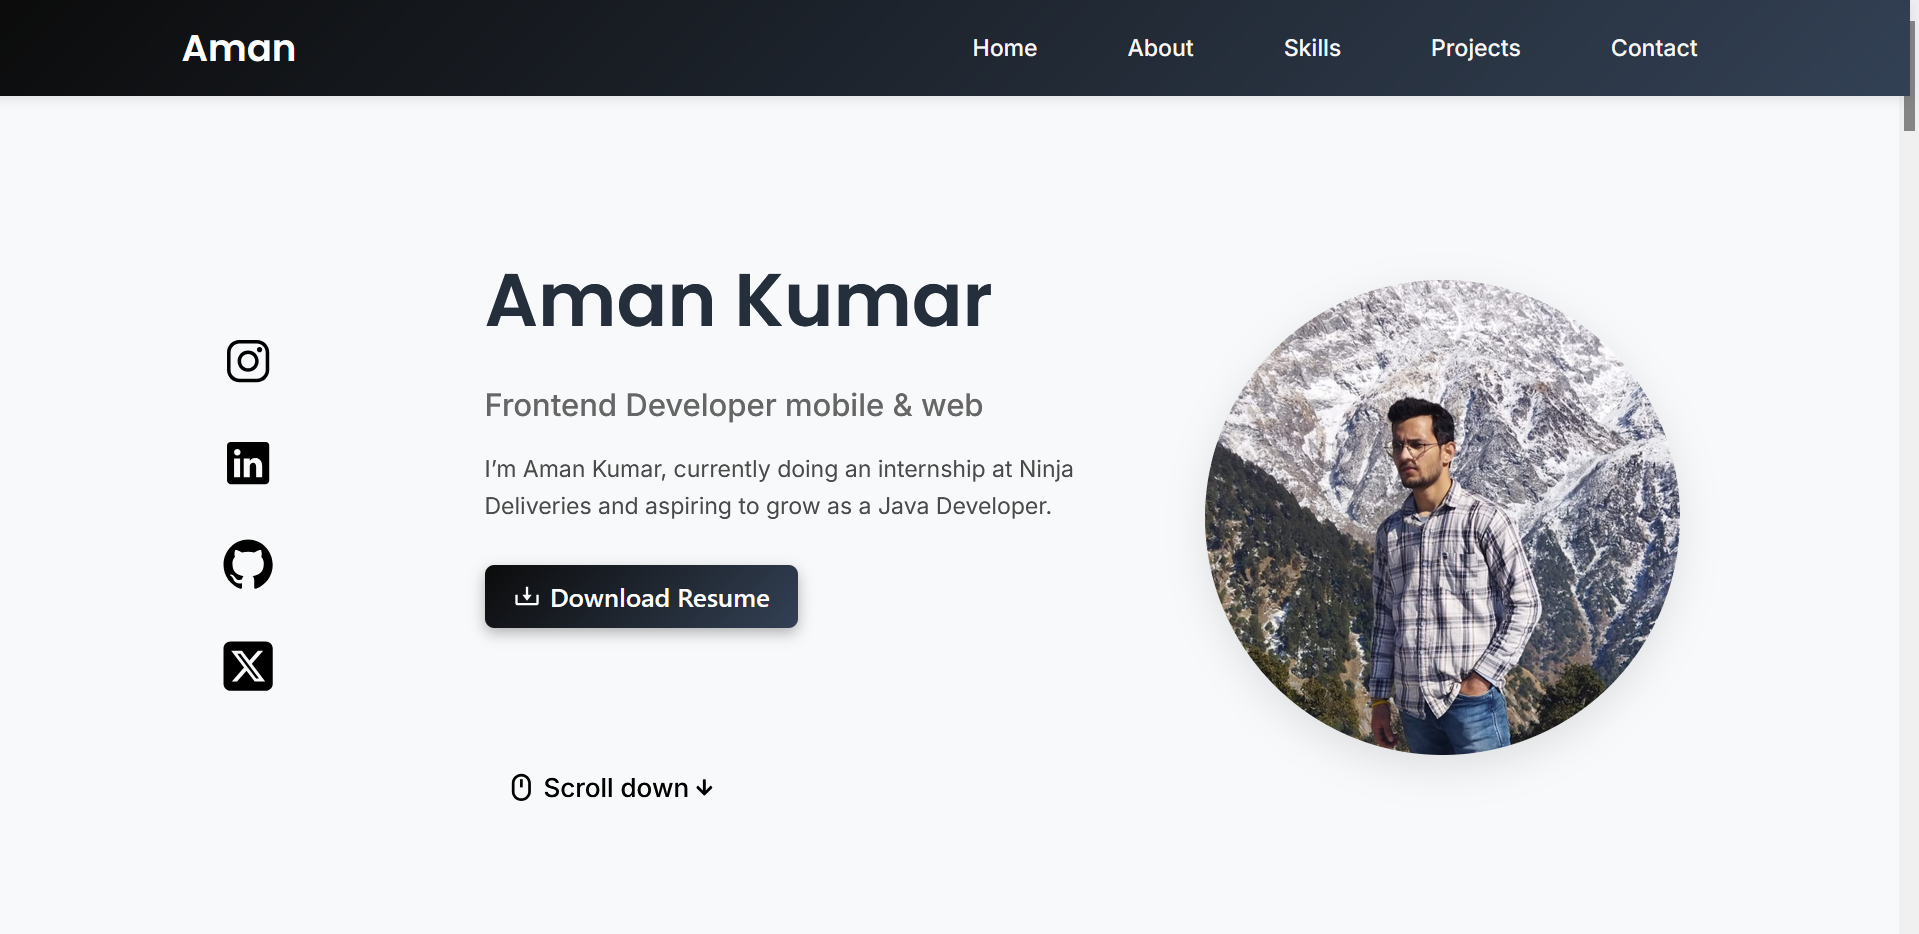 Aman
Home About Skills Projects Contact
Aman Kumar
Frontend Developer mobile & web
I’m Aman Kumar, currently doing an internship at Ninja
Deliveries and aspiring to grow as a Java Developer.
Download Resume
Scroll down